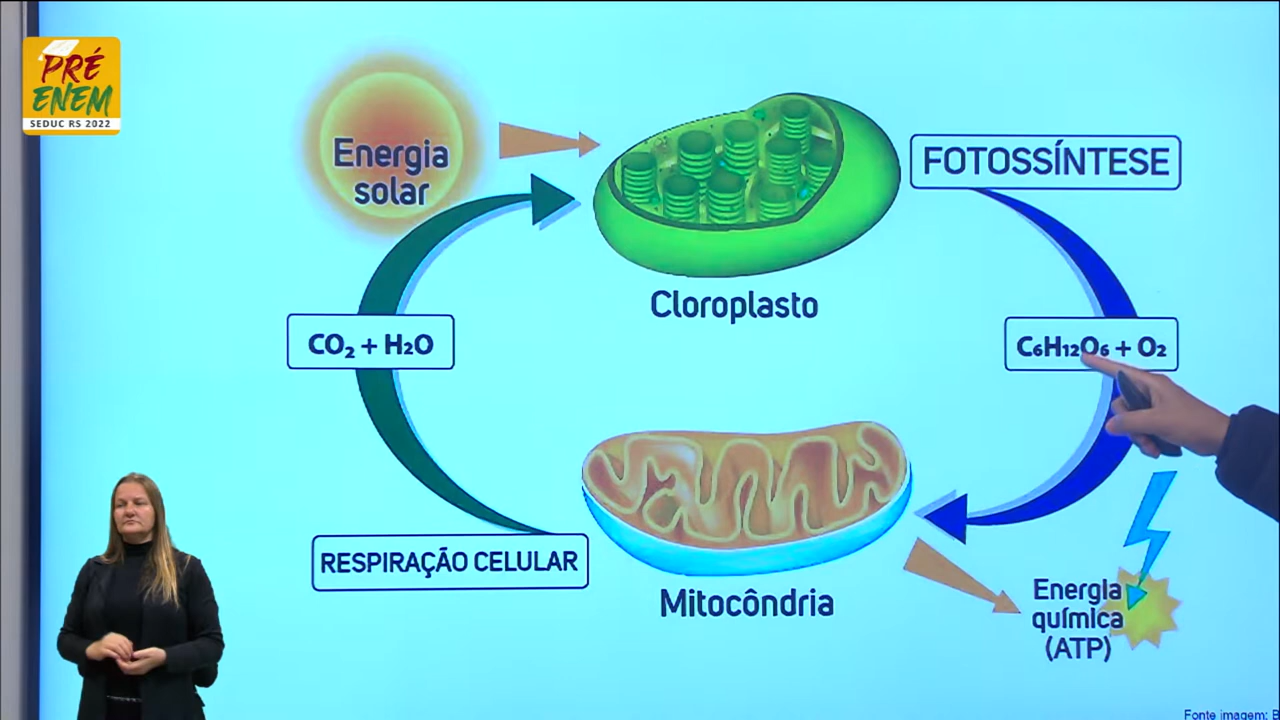 PRÉ
ENEM
SEDUC RS 2022
Energia
solar
FOTOSSÍNTESE
Cloroplasto
CO₂ + H₂O
C₆H₁₂O₆ + O₂
RESPIRAÇÃO CELULAR
Mitocôndria
Energia
química
(ATP)
Fonte imagem: